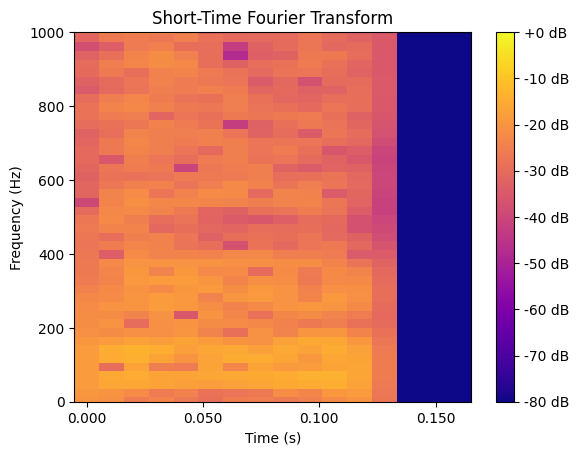 Short-Time Fourier Transform
1000
800
600
400
200
0
Frequency (Hz)
0.000
0.050
0.100
0.150
Time (s)
+0 dB
-10 dB
-20 dB
-30 dB
-40 dB
-50 dB
-60 dB
-70 dB
-80 dB